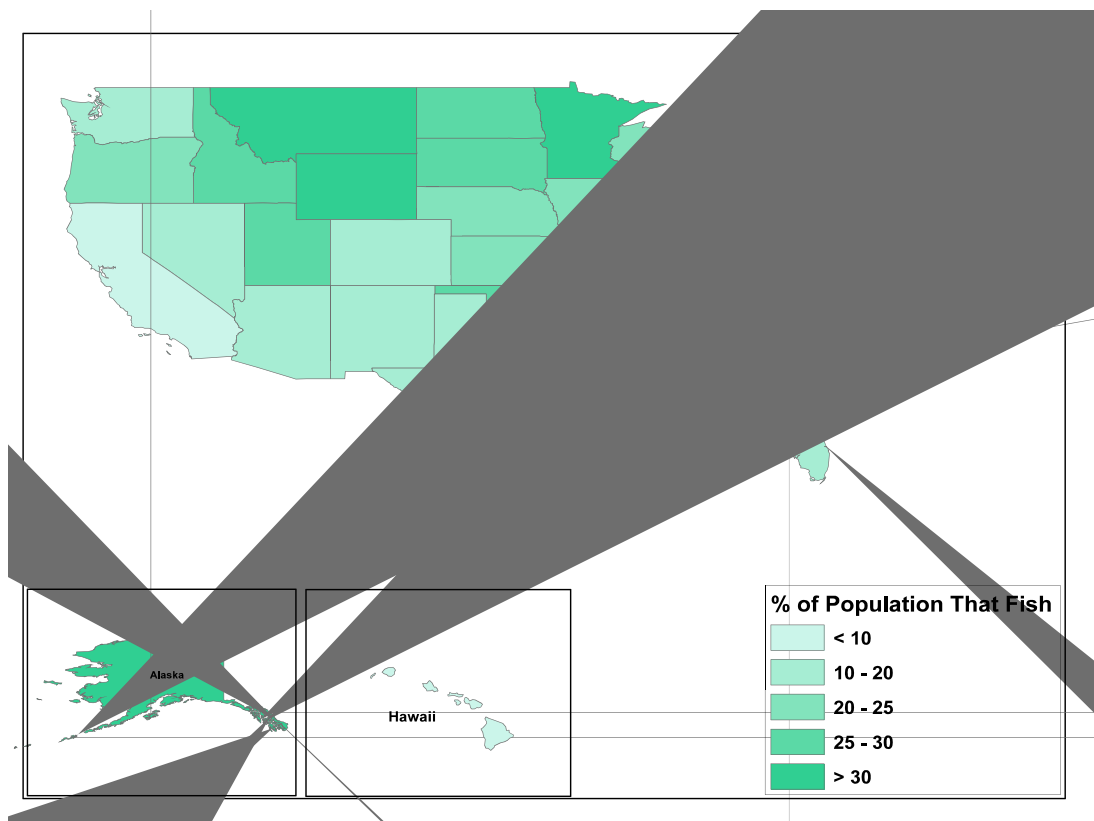 % of Population That Fish
< 10
10 - 20
20 - 25
25 - 30
> 30
Alaska
Hawaii